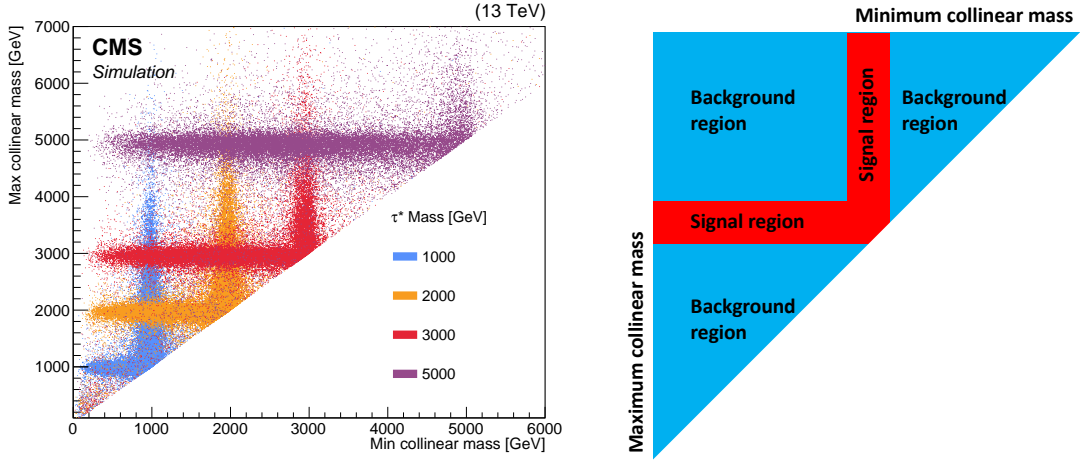 (13 TeV)
Max collinear mass [GeV]
7000
6000
5000
4000
3000
2000
1000
CMS
Simulation
τ* Mass [GeV]
1000
2000
3000
5000
0
1000
2000
3000
4000
5000
6000
Min collinear mass [GeV]
Minimum collinear mass
Maximum collinear mass
Background
region
Signal region
Background
region
Signal region
Background
region